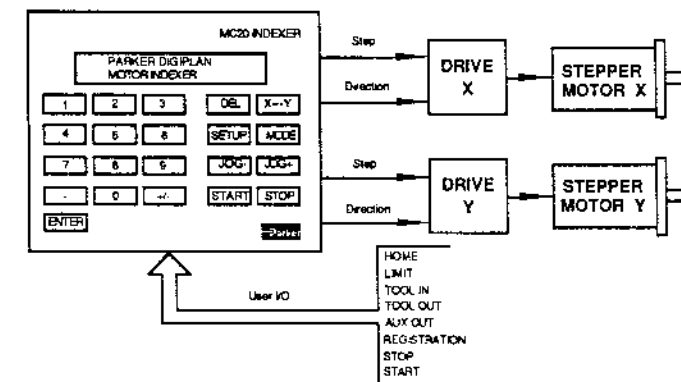 MC20 INDEXER
PARKER DIGIPLAN
MOTOR INDEXER
1 2 3 DEL X--Y
4 5 6 SETUP MODE
7 8 9 JOG- JOG+
. 0 +/- START STOP
ENTER
Parker
Step
Direction
DRIVE
X
STEPPER
MOTOR X
Step
Direction
DRIVE
Y
STEPPER
MOTOR Y
User I/O
HOME
LIMIT
TOOL IN
TOOL OUT
AUX OUT
REGISTRATION
STOP
START